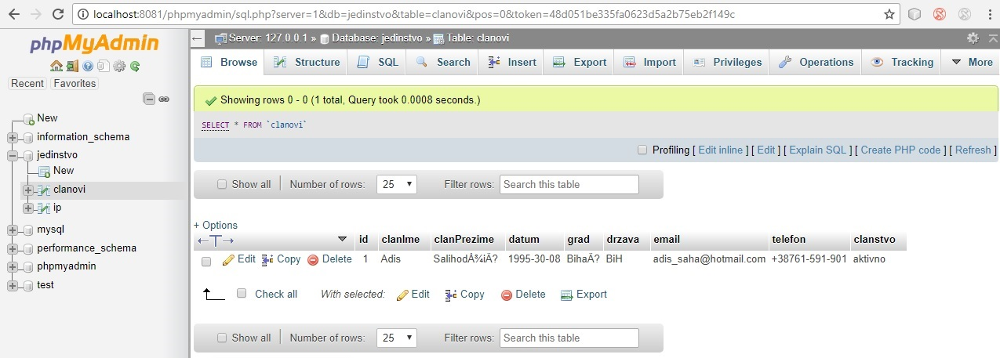 localhost:8081/phpmyadmin/sql.php?server=1&db=jedinstvo&table=clanovi&pos=0&token=48d051be335fa0623d5a2b75eb2f149c
phpMyAdmin
Recent Favorites
New
information_schema
jedinstvo
New
clanovi
ip
mysql
performance_schema
phpmyadmin
test
Server: 127.0.0.1 » Database: jedinstvo » Table: clanovi
Browse Structure SQL Search Insert Export Import Privileges Operations Tracking More
Showing rows 0 - 0 (1 total, Query took 0.0008 seconds.)
SELECT * FROM `clanovi`
Profiling [ Edit inline ] [ Edit ] [ Explain SQL ] [ Create PHP code ] [ Refresh ]
Show all Number of rows: 25 Filter rows: Search this table
+ Options
←T→ id clanIme clanPrezime datum grad drzava email telefon clanstvo
Edit Copy Delete 1 Adis SalihodÅ¾iÄ? 1995-30-08 BihaÄ? BiH adis_saha@hotmail.com +38761-591-901 aktivno
Check all With selected: Edit Copy Delete Export
Show all Number of rows: 25 Filter rows: Search this table